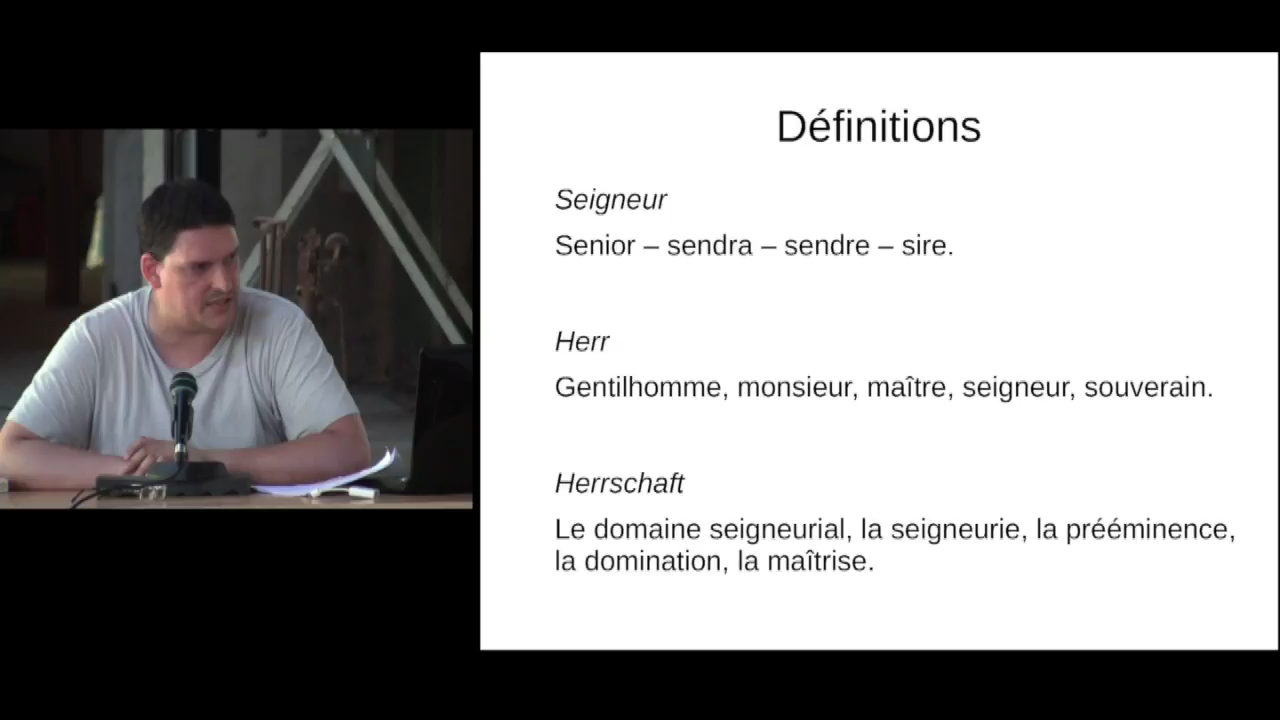 Définitions
Seigneur
Senior – sendra – sendre – sire.
Herr
Gentilhomme, monsieur, maître, seigneur, souverain.
Herrschaft
Le domaine seigneurial, la seigneurie, la prééminence,
la domination, la maîtrise.